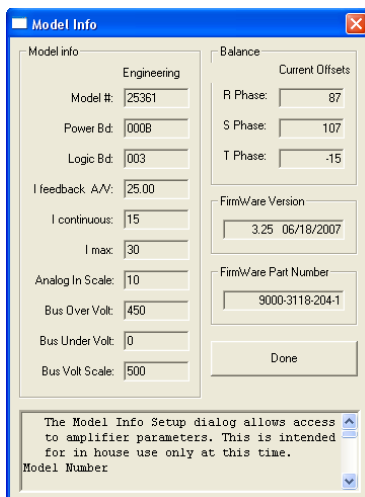 Model Info
Model info
Engineering
Model #: 25361
Power Bd: 000B
Logic Bd: 003
I feedback A/V: 25.00
I continuous: 15
I max: 30
Analog In Scale: 10
Bus Over Volt: 450
Bus Under Volt: 0
Bus Volt Scale: 500
Balance
Current Offsets
R Phase: 87
S Phase: 107
T Phase: -15
FirmWare Version
3.25 06/18/2007
FirmWare Part Number
9000-3118-204-1
Done
The Model Info Setup dialog allows access
to amplifier parameters. This is intended
for in house use only at this time.
Model Number